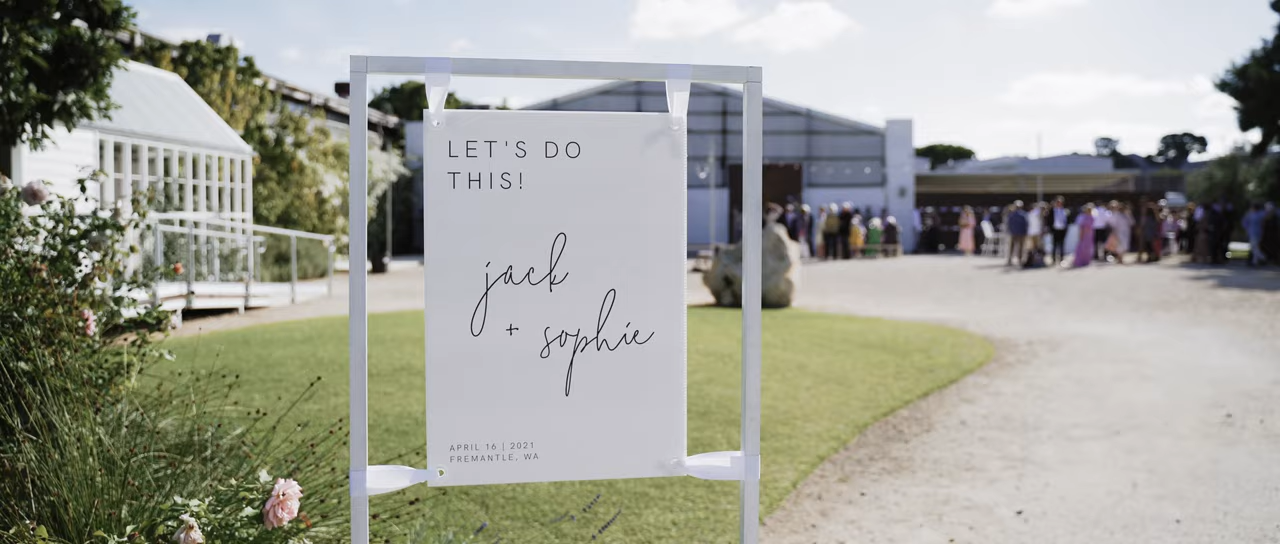 LET'S DO
THIS!
jack
+ sophie
APRIL 16 | 2021
FREMANTLE, WA